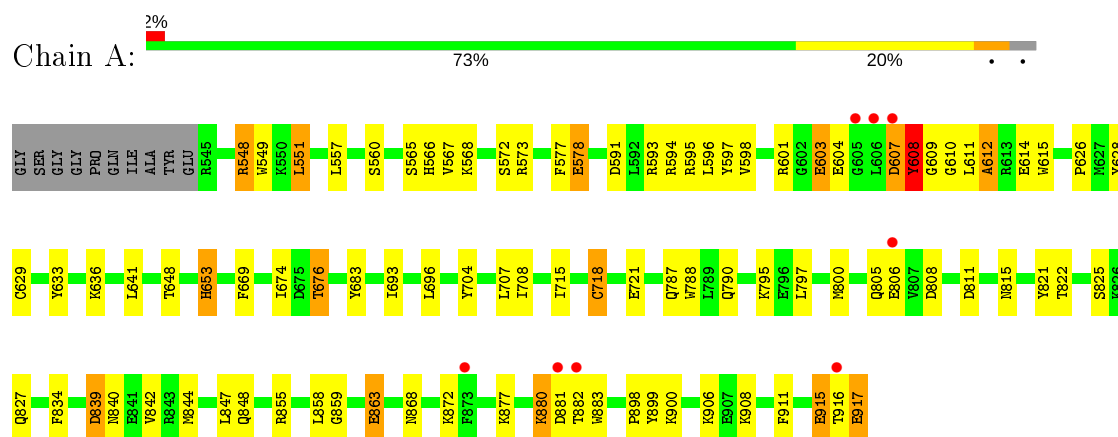 2%
Chain A:
73% 20% • •
GLY SER GLY GLY PRO GLN ILE ALA TYR GLU R545 R548 W549 K550 L551 L557 S560 S565 H566 V567 K568 S572 R573 F577 E578 D591 L592 R593 R594 R595 L596 Y597 V598 R601 G602 E603 E604 G605 L606 D607 Y608 G609 G610 L611 A612 R613 E614 W615 P626 M627 Y628
C629 Y633 K636 L641 T648 H653 F669 I674 D675 T676 Y683 I693 L696 Y704 L707 I708 I715 C718 E721 Q787 W788 L789 Q790 K795 E796 L797 M800 Q805 E806 V807 D808 D811 N815 Y821 T822 S825 K826
Q827 F834 D839 N840 E841 V842 R843 M844 L847 Q848 R855 L858 G859 E863 N868 K872 F873 K877 K880 D881 T882 W883 P898 Y899 K900 K906 E907 K908 F911 E915 T916 E917